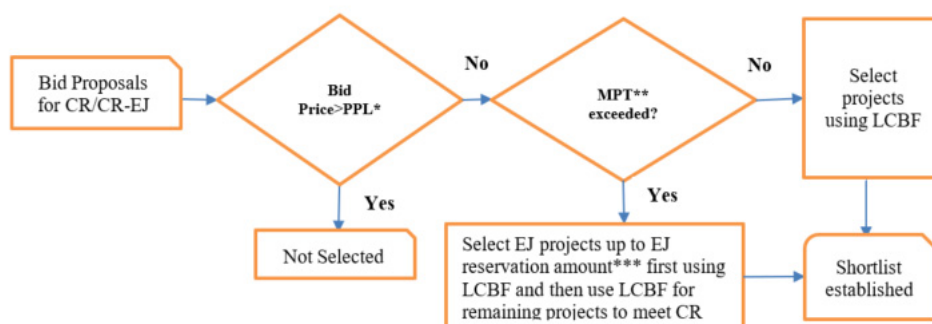 Bid Proposals
for CR/CR-EJ
Bid
Price>PPL*
No
MPT**
exceeded?
No
Select
projects
using LCBF
Yes
Not Selected
Yes
Select EJ projects up to EJ
reservation amount*** first using
LCBF and then use LCBF for
remaining projects to meet CR
Shortlist
established